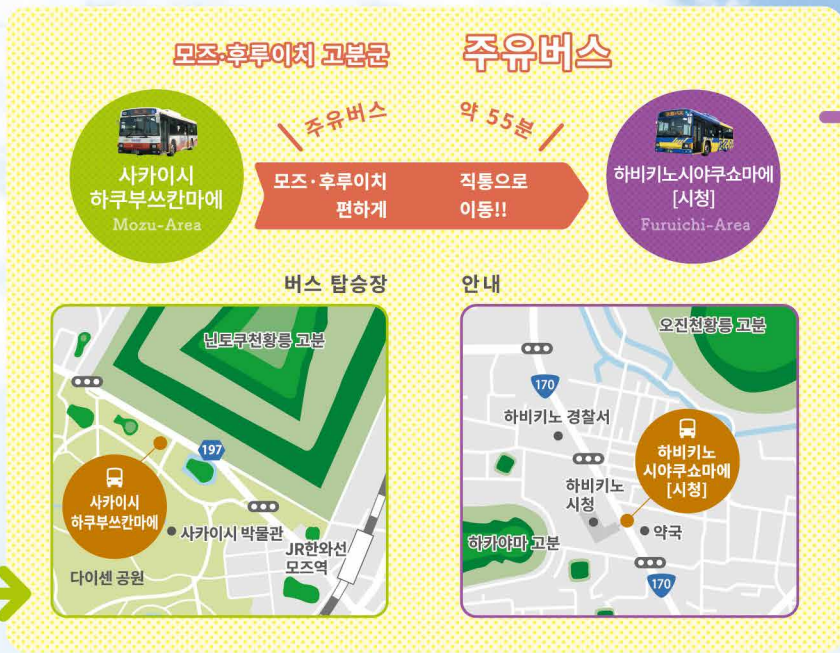 모즈·후루이치 고분군 주유버스
주유버스 약 55분
사카이시
하쿠부쓰칸마에
Mozu-Area
모즈·후루이치 직통으로
편하게 이동!!
하비키노시야쿠쇼마에
[시청]
Furuichi-Area
버스 탑승장 안내
닌토쿠천황릉 고분
197
사카이시
하쿠부쓰칸마에
사카이시 박물관
JR한와선
모즈역
다이센 공원
오진천황릉 고분
170
하비키노 경찰서
하비키노
시야쿠쇼마에
[시청]
하비키노
시청
약국
하카야마 고분
170